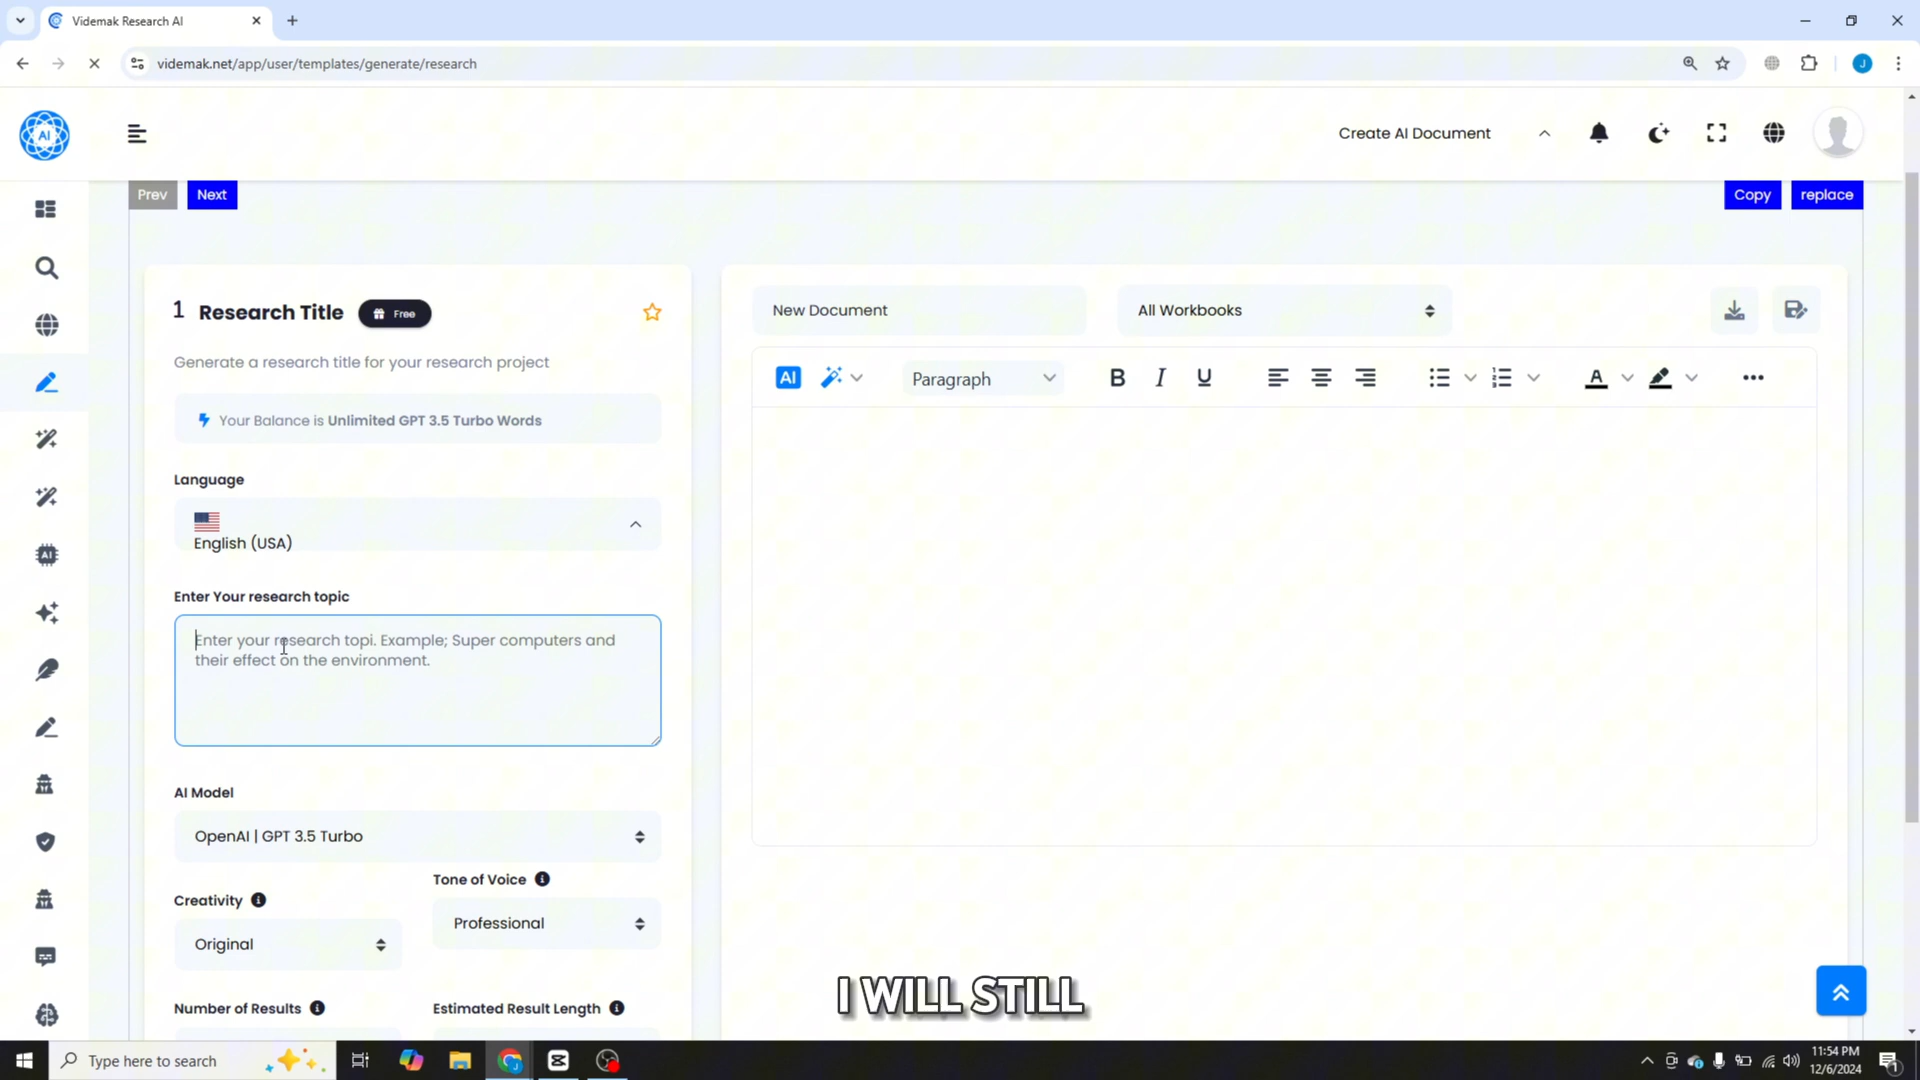 Videmak Research AI
videmak.net/app/user/templates/generate/research
J
AI
Create AI Document
Prev
Next
Copy
replace
1 Research Title
Free
New Document
All Workbooks
Generate a research title for your research project
AI
Paragraph
B I U
A
Your Balance is Unlimited GPT 3.5 Turbo Words
Language
English (USA)
AI
Enter Your research topic
Enter your research topi. Example; Super computers and
their effect on the environment.
AI Model
OpenAI | GPT 3.5 Turbo
Tone of Voice
Creativity
Professional
Original
I WILL STILL
Number of Results
Estimated Result Length
Type here to search
11:54 PM
12/6/2024
1